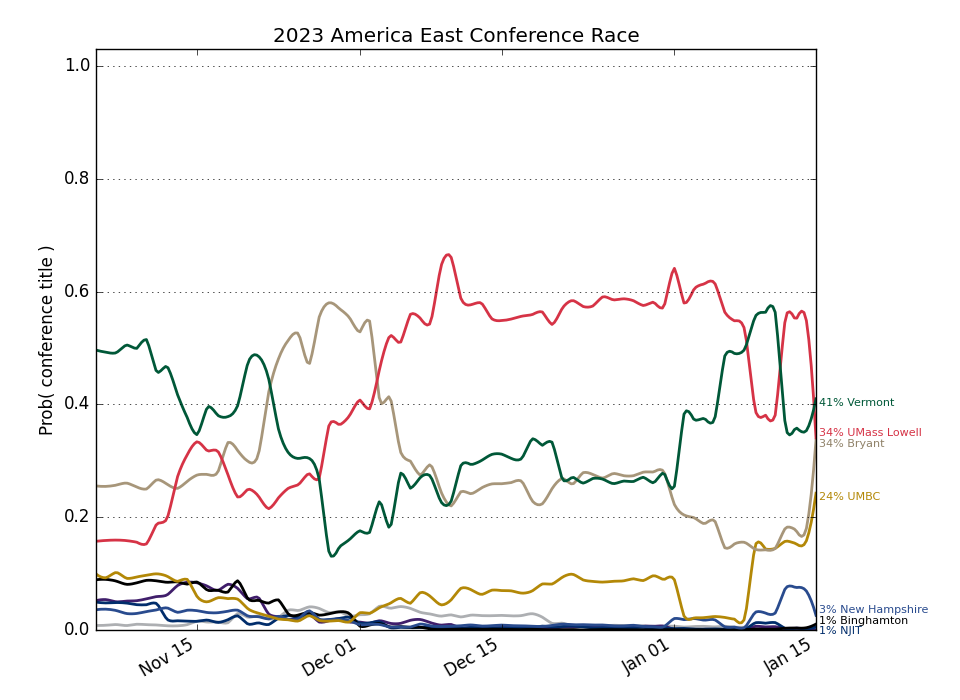 2023 America East Conference Race
Prob( conference title )
1.0
0.8
0.6
0.4
0.2
0.0
41% Vermont
34% UMass Lowell
34% Bryant
24% UMBC
3% New Hampshire
1% Binghamton
1% NJIT
Nov 15
Dec 01
Dec 15
Jan 01
Jan 15